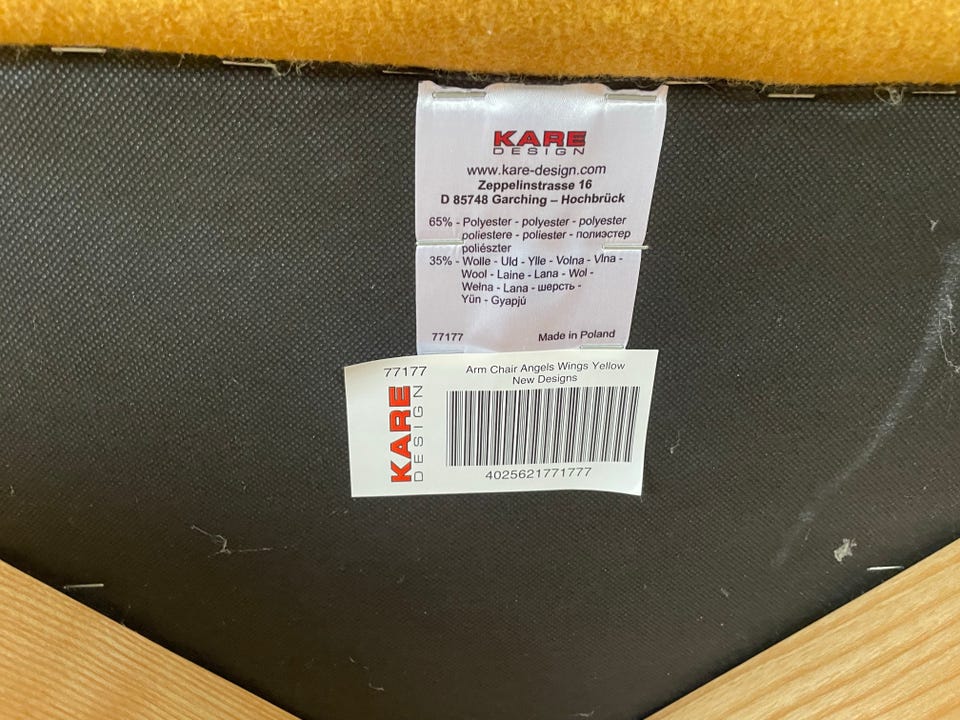 KARE
DESIGN
www.kare-design.com
Zeppelinstrasse 16
D 85748 Garching – Hochbrück
65% - Polyester - polyester - polyester
poliestere - poliester - полиэстер
poliészter
35% - Wolle - Uld - Ylle - Volna - Vlna -
Wool - Laine - Lana - Wol -
Wełna - Lana - шерсть -
Yün - Gyapjú
77177 Made in Poland
77177
KARE
DESIGN
Arm Chair Angels Wings Yellow
New Designs
4025621771777